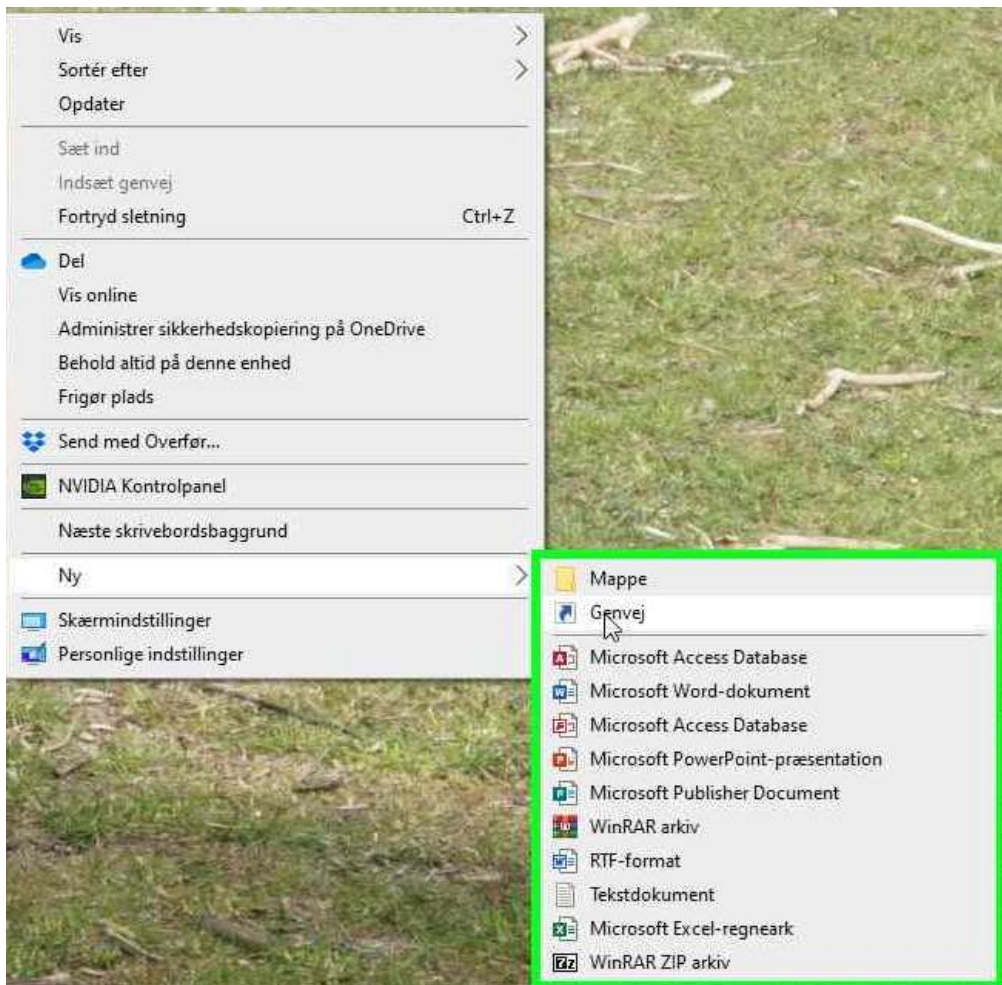 Vis
Sortér efter
Opdater
Sæt ind
Indsæt genvej
Fortryd sletning Ctrl+Z
Del
Vis online
Administrer sikkerhedskopiering på OneDrive
Behold altid på denne enhed
Frigør plads
Send med Overfør...
NVIDIA Kontrolpanel
Næste skrivebordsbaggrund
Ny
Skærmindstillinger
Personlige indstillinger
Mappe
Genvej
Microsoft Access Database
Microsoft Word-dokument
Microsoft Access Database
Microsoft PowerPoint-præsentation
Microsoft Publisher Document
WinRAR arkiv
RTF-format
Tekstdokument
Microsoft Excel-regneark
WinRAR ZIP arkiv